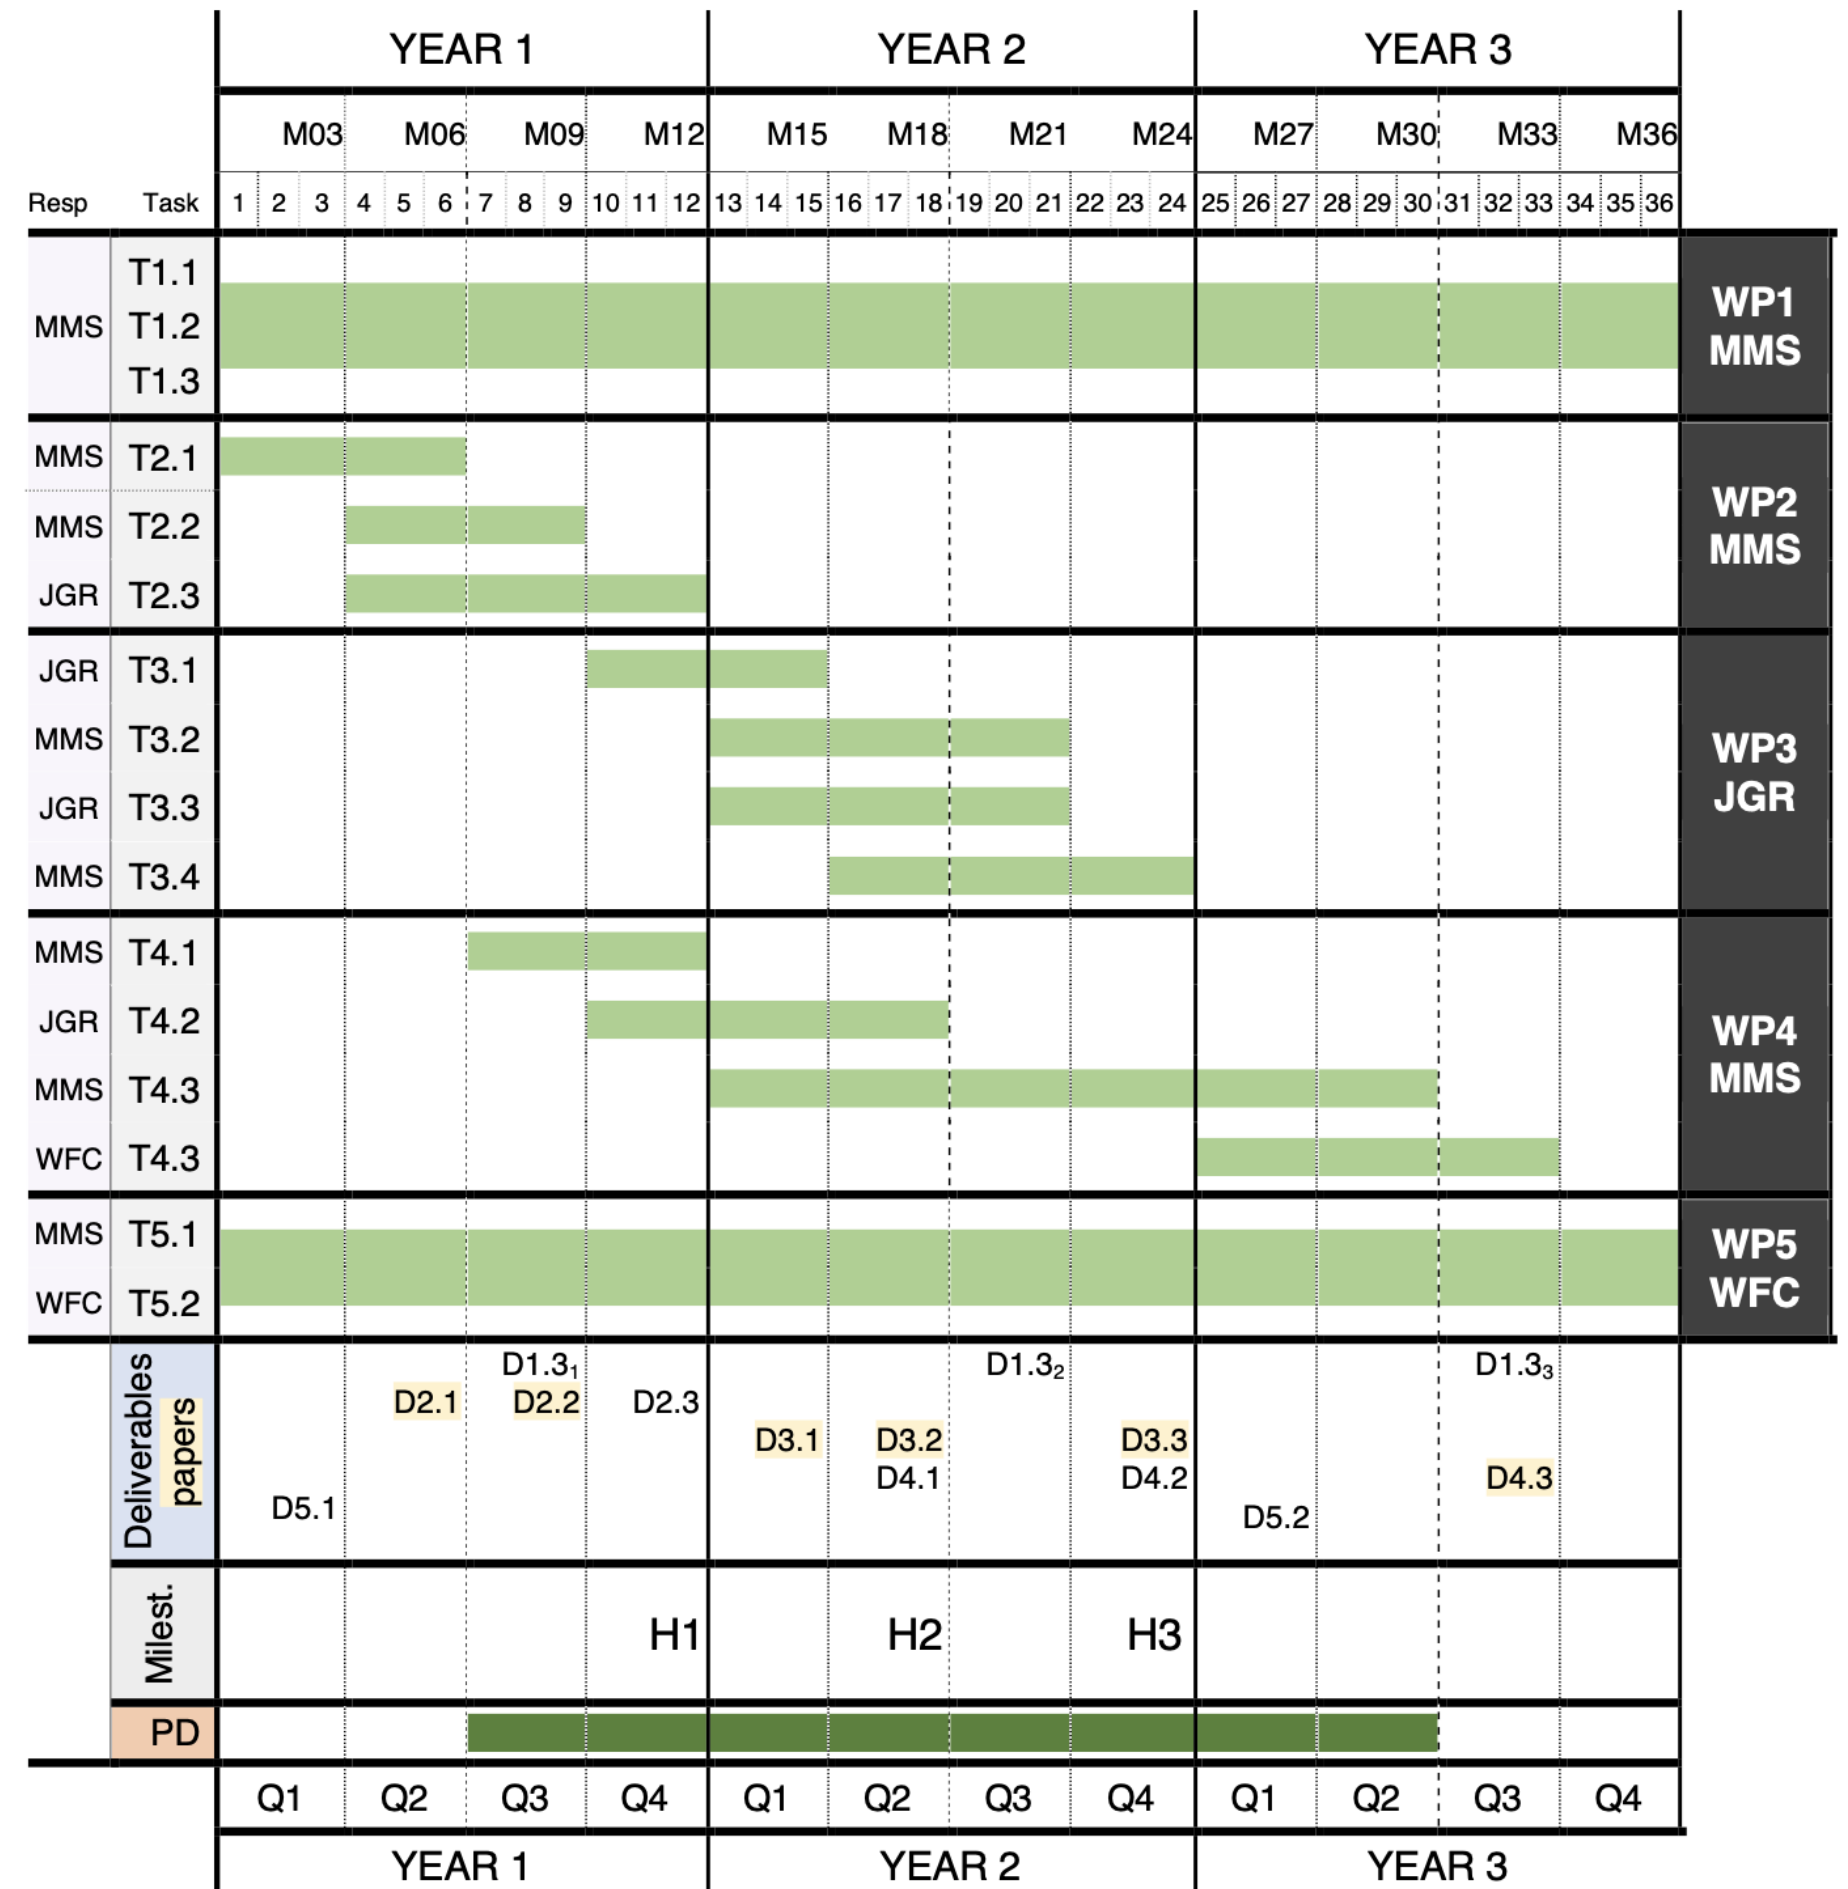 YEAR 1 YEAR 2 YEAR 3
M03 M06 M09 M12 M15 M18 M21 M24 M27 M30 M33 M36
Resp Task 1 2 3 4 5 6 7 8 9 10 11 12 13 14 15 16 17 18 19 20 21 22 23 24 25 26 27 28 29 30 31 32 33 34 35 36
T1.1
MMS T1.2
T1.3
WP1
MMS
MMS T2.1
MMS T2.2
JGR T2.3
WP2
MMS
JGR T3.1
MMS T3.2
JGR T3.3
MMS T3.4
WP3
JGR
MMS T4.1
JGR T4.2
MMS T4.3
WFC T4.3
WP4
MMS
MMS T5.1
WFC T5.2
WP5
WFC
Deliverables
papers
D1.3₁ D1.3₂ D1.3₃
D2.1 D2.2 D2.3
D3.1 D3.2 D3.3
D4.1 D4.2 D4.3
D5.1 D5.2
Milest. H1 H2 H3
PD
Q1 Q2 Q3 Q4 Q1 Q2 Q3 Q4 Q1 Q2 Q3 Q4
YEAR 1 YEAR 2 YEAR 3